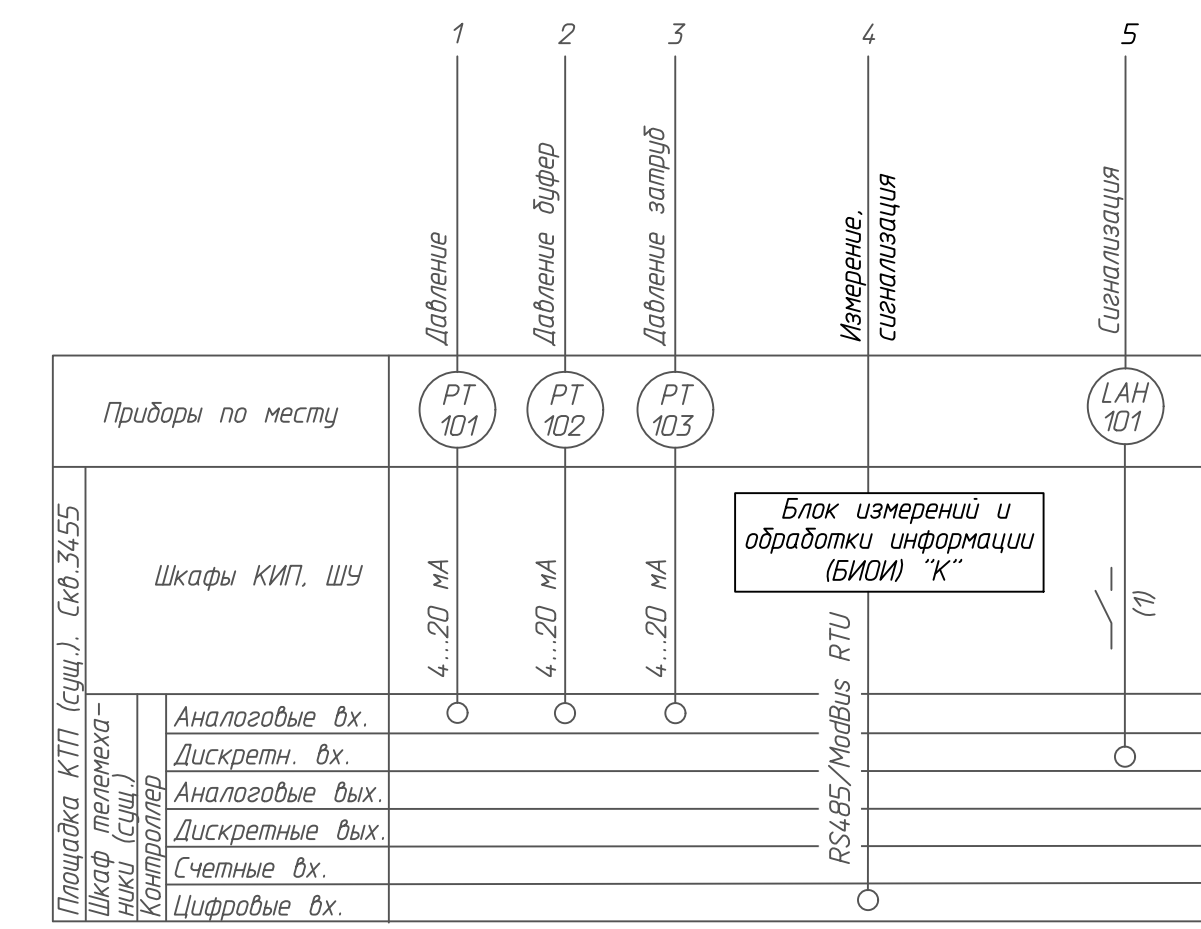 1
2
3
4
5
Давление
Давление буфер
Давление затруб
Измерение,
сигнализация
Сигнализация
Приборы по месту
PT
101
PT
102
PT
103
LAH
101
Площадка КТП (сущ.). Скв.3455
Шкафы КИП, ШУ
4...20 мА
4...20 мА
4...20 мА
Блок измерений и
обработки информации
(БИОИ) "К"
RS485/ModBus RTU
(1)
Шкаф телемеха-
ники (сущ.)
Контроллер
Аналоговые вх.
Дискретн. вх.
Аналоговые вых.
Дискретные вых.
Счетные вх.
Цифровые вх.